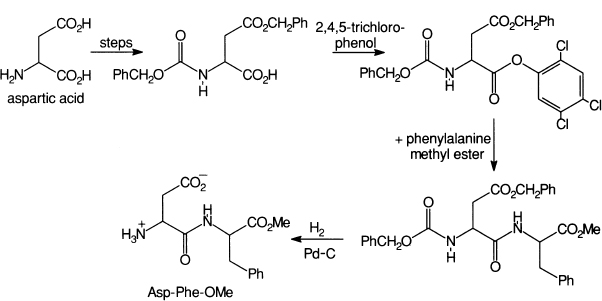 CO₂H
H₂N
CO₂H
aspartic acid
steps
O
PhCH₂O
N
H
CO₂CH₂Ph
CO₂H
2,4,5-trichloro-
phenol
O
PhCH₂O
N
H
CO₂CH₂Ph
O
O
Cl
Cl
Cl
+ phenylalanine
methyl ester
O
PhCH₂O
N
H
CO₂CH₂Ph
O
H
N
CO₂Me
Ph
H₂
Pd-C
CO₂⁻
H₃N⁺
O
H
N
CO₂Me
Ph
Asp-Phe-OMe